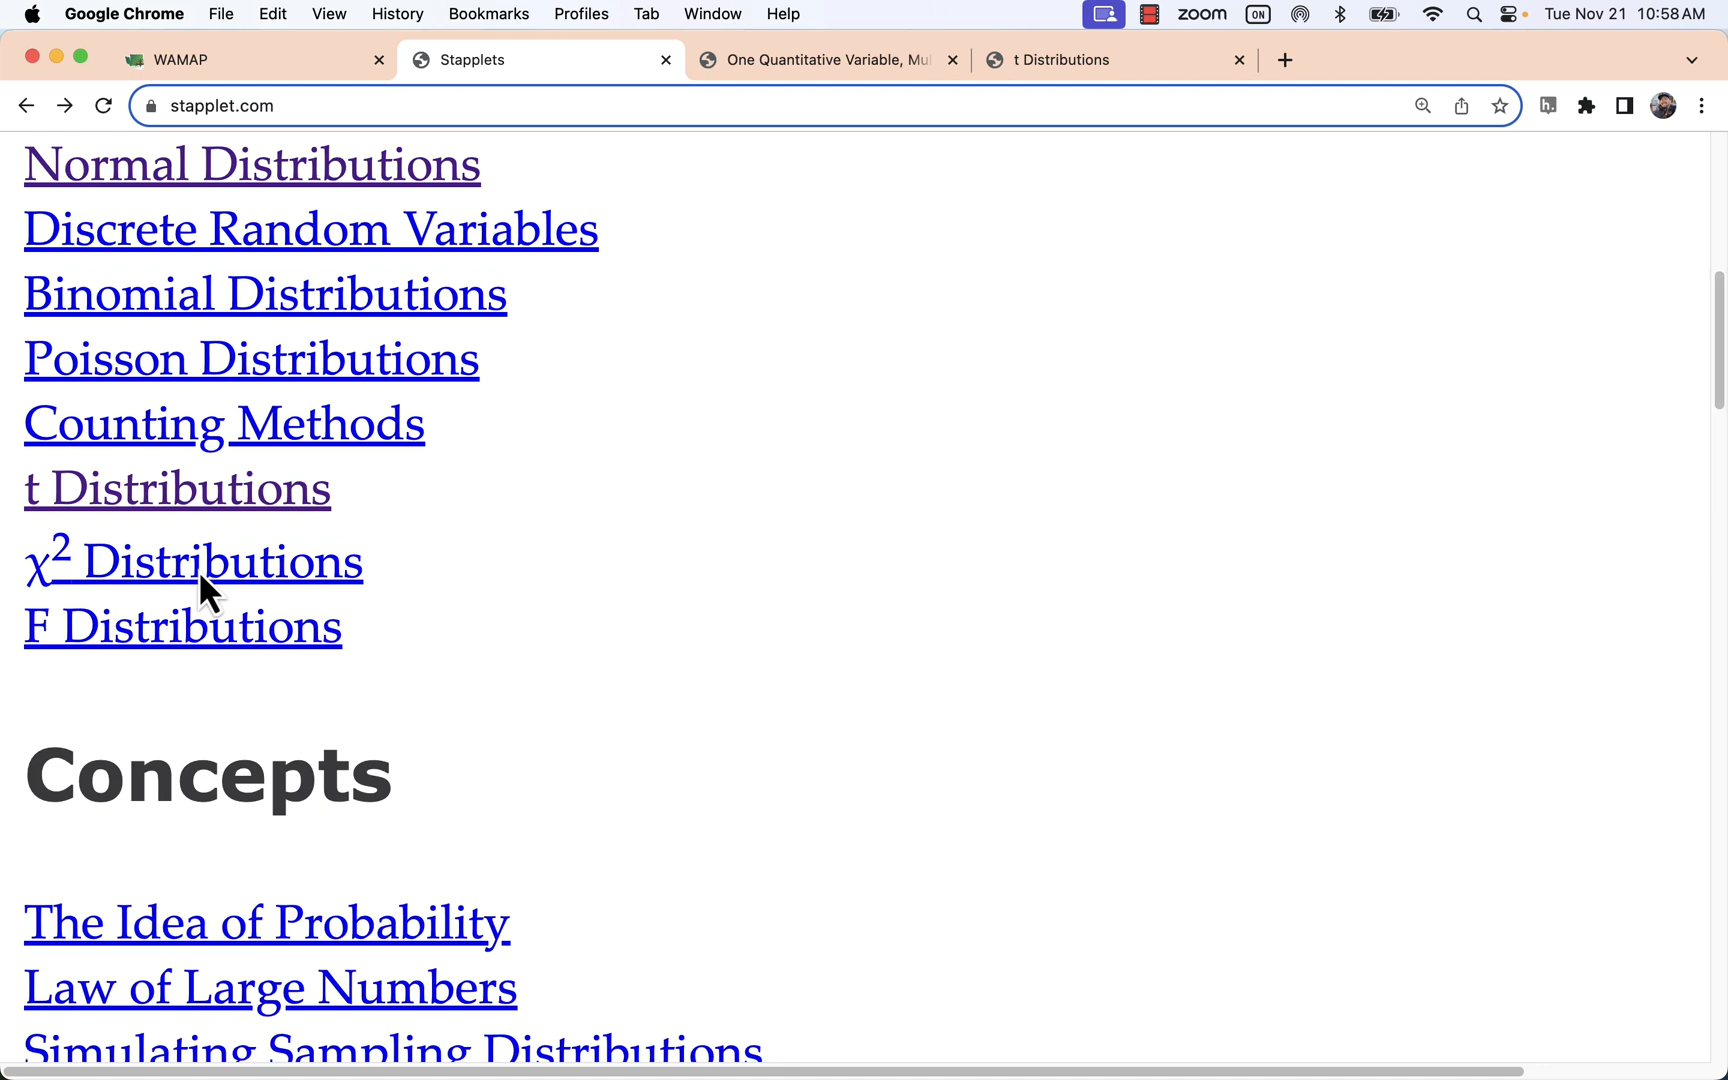 Google Chrome File Edit View History Bookmarks Profiles Tab Window Help zoom ON Tue Nov 21 10:58 AM
WAMAP Stapplets One Quantitative Variable, Mul t Distributions
stapplet.com h.
Normal Distributions
Discrete Random Variables
Binomial Distributions
Poisson Distributions
Counting Methods
t Distributions
χ² Distributions
F Distributions
Concepts
The Idea of Probability
Law of Large Numbers
Simulating Sampling Distributions